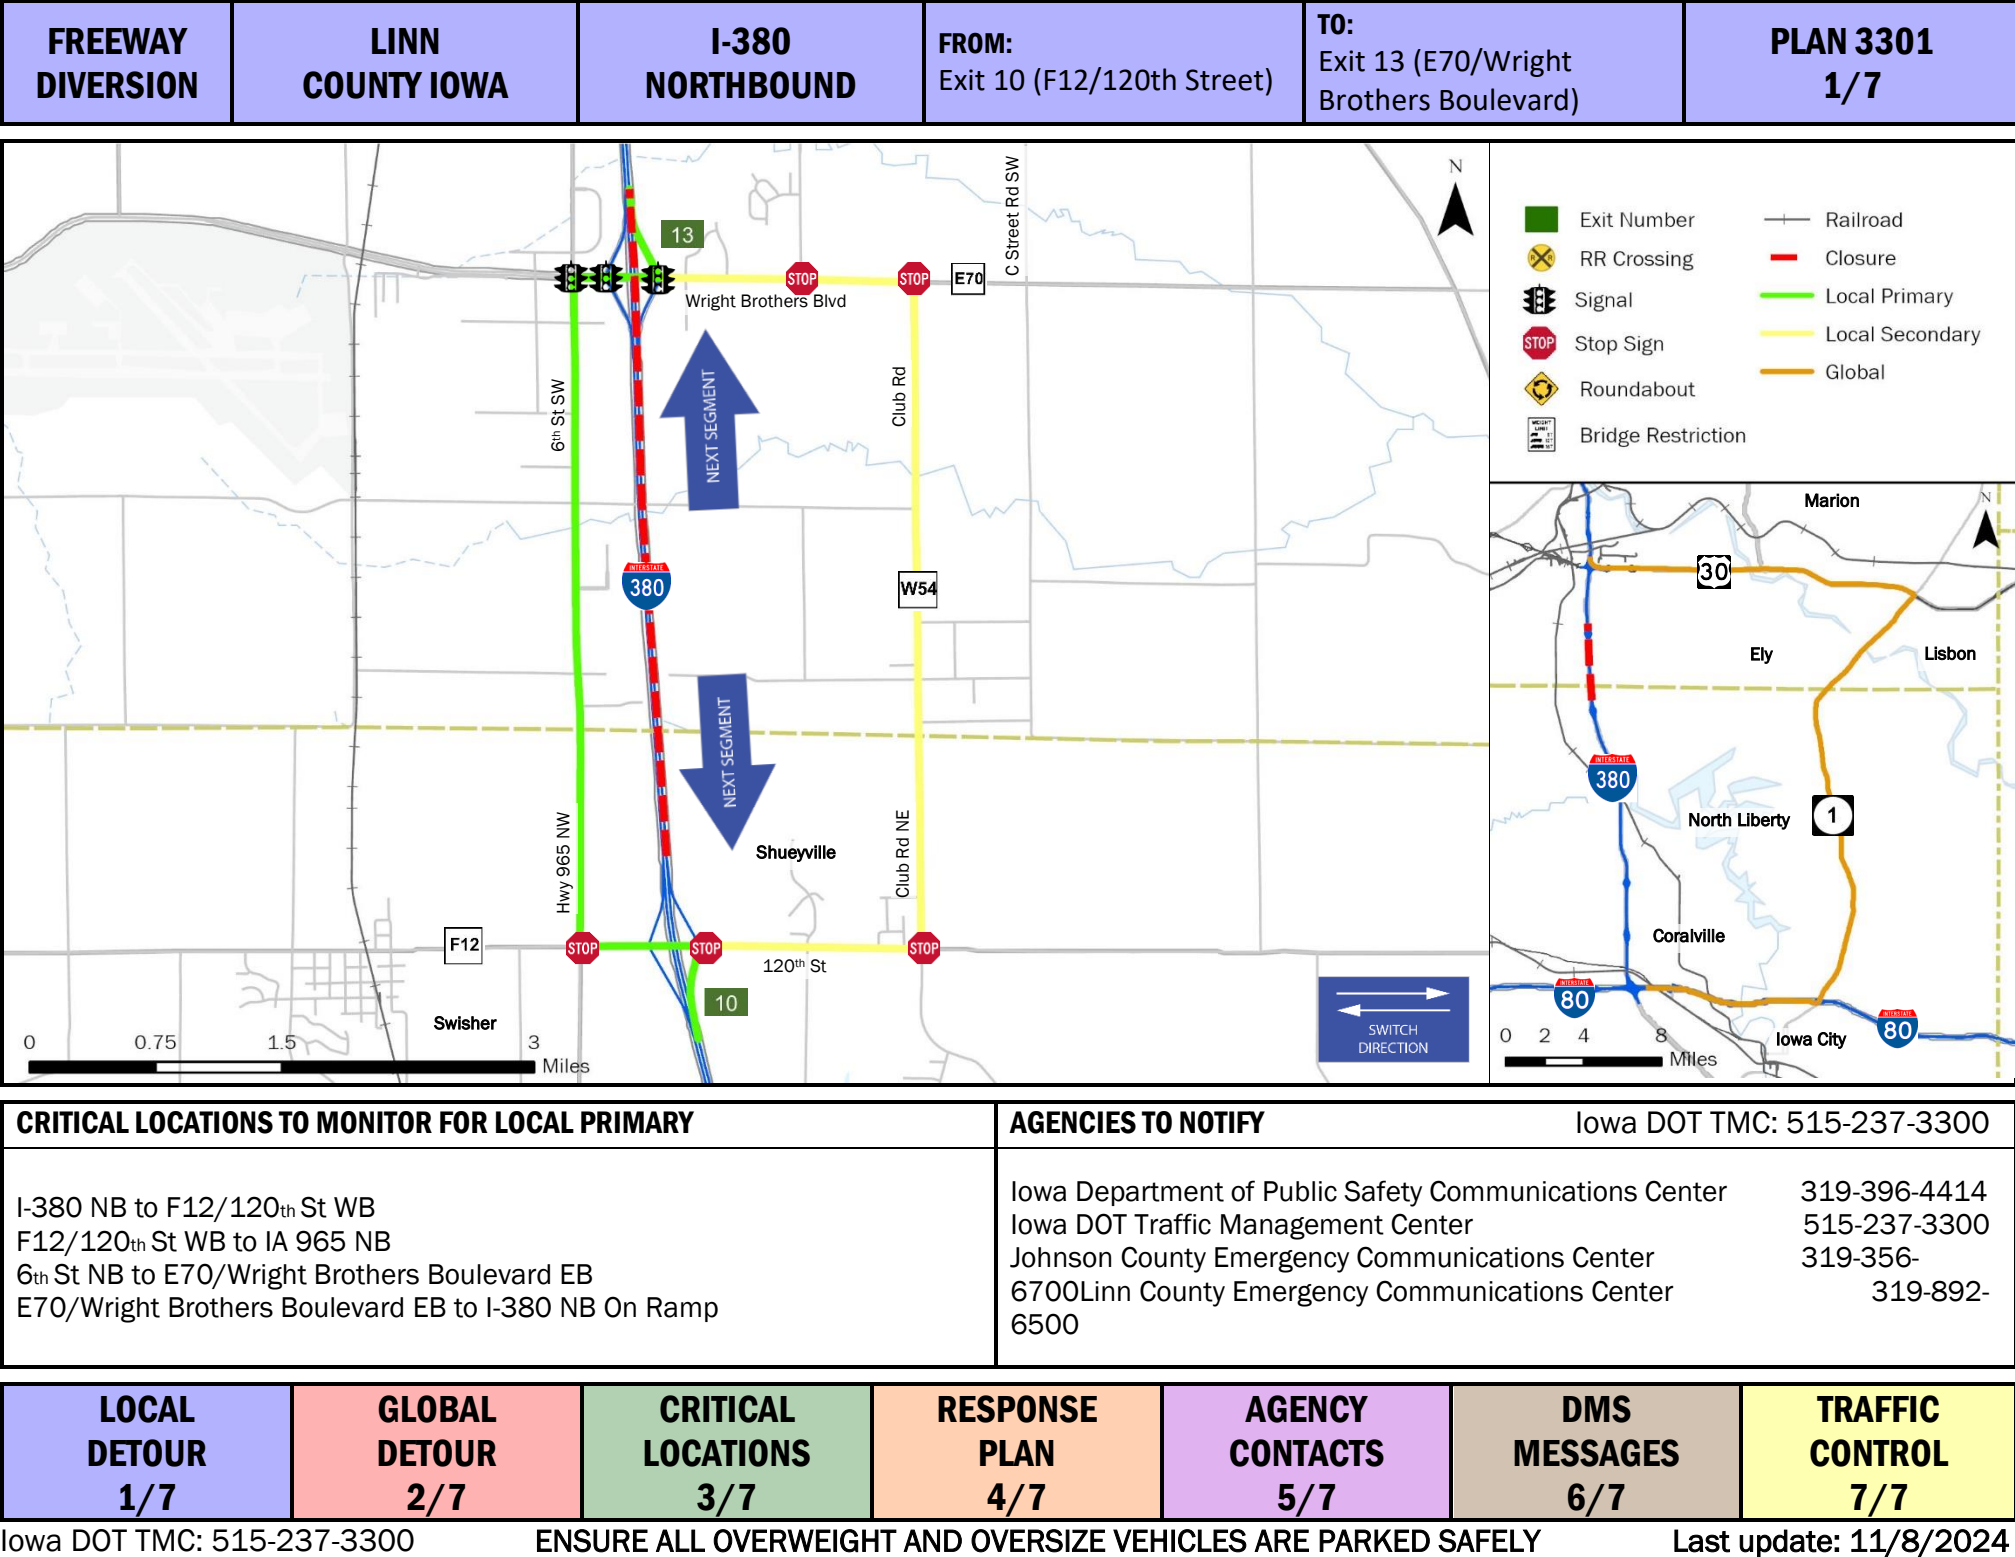 FREEWAY
DIVERSION
LINN
COUNTY IOWA
I-380
NORTHBOUND
FROM:
Exit 10 (F12/120th Street)
TO:
Exit 13 (E70/Wright
Brothers Boulevard)
PLAN 3301
1/7
13
STOP
STOP
E70
C Street Rd SW
N
Wright Brothers Blvd
6th St SW
NEXT SEGMENT
Club Rd
INTERSTATE
380
W54
NEXT SEGMENT
Hwy 965 NW
Shueyville
Club Rd NE
F12
STOP
STOP
STOP
120th St
10
Swisher
0 0.75 1.5 3
Miles
SWITCH
DIRECTION
Exit Number
RR Crossing
Signal
STOP
Stop Sign
Roundabout
WEIGHT
LIMIT
Bridge Restriction
Railroad
Closure
Local Primary
Local Secondary
Global
Marion
N
30
Ely
Lisbon
INTERSTATE
380
North Liberty
1
Coralville
INTERSTATE
80
INTERSTATE
80
Iowa City
0 2 4 8
Miles
CRITICAL LOCATIONS TO MONITOR FOR LOCAL PRIMARY
I-380 NB to F12/120th St WB
F12/120th St WB to IA 965 NB
6th St NB to E70/Wright Brothers Boulevard EB
E70/Wright Brothers Boulevard EB to I-380 NB On Ramp
AGENCIES TO NOTIFY Iowa DOT TMC: 515-237-3300
Iowa Department of Public Safety Communications Center 319-396-4414
Iowa DOT Traffic Management Center 515-237-3300
Johnson County Emergency Communications Center 319-356-
6700Linn County Emergency Communications Center 319-892-
6500
LOCAL
DETOUR
1/7
GLOBAL
DETOUR
2/7
CRITICAL
LOCATIONS
3/7
RESPONSE
PLAN
4/7
AGENCY
CONTACTS
5/7
DMS
MESSAGES
6/7
TRAFFIC
CONTROL
7/7
Iowa DOT TMC: 515-237-3300 ENSURE ALL OVERWEIGHT AND OVERSIZE VEHICLES ARE PARKED SAFELY Last update: 11/8/2024